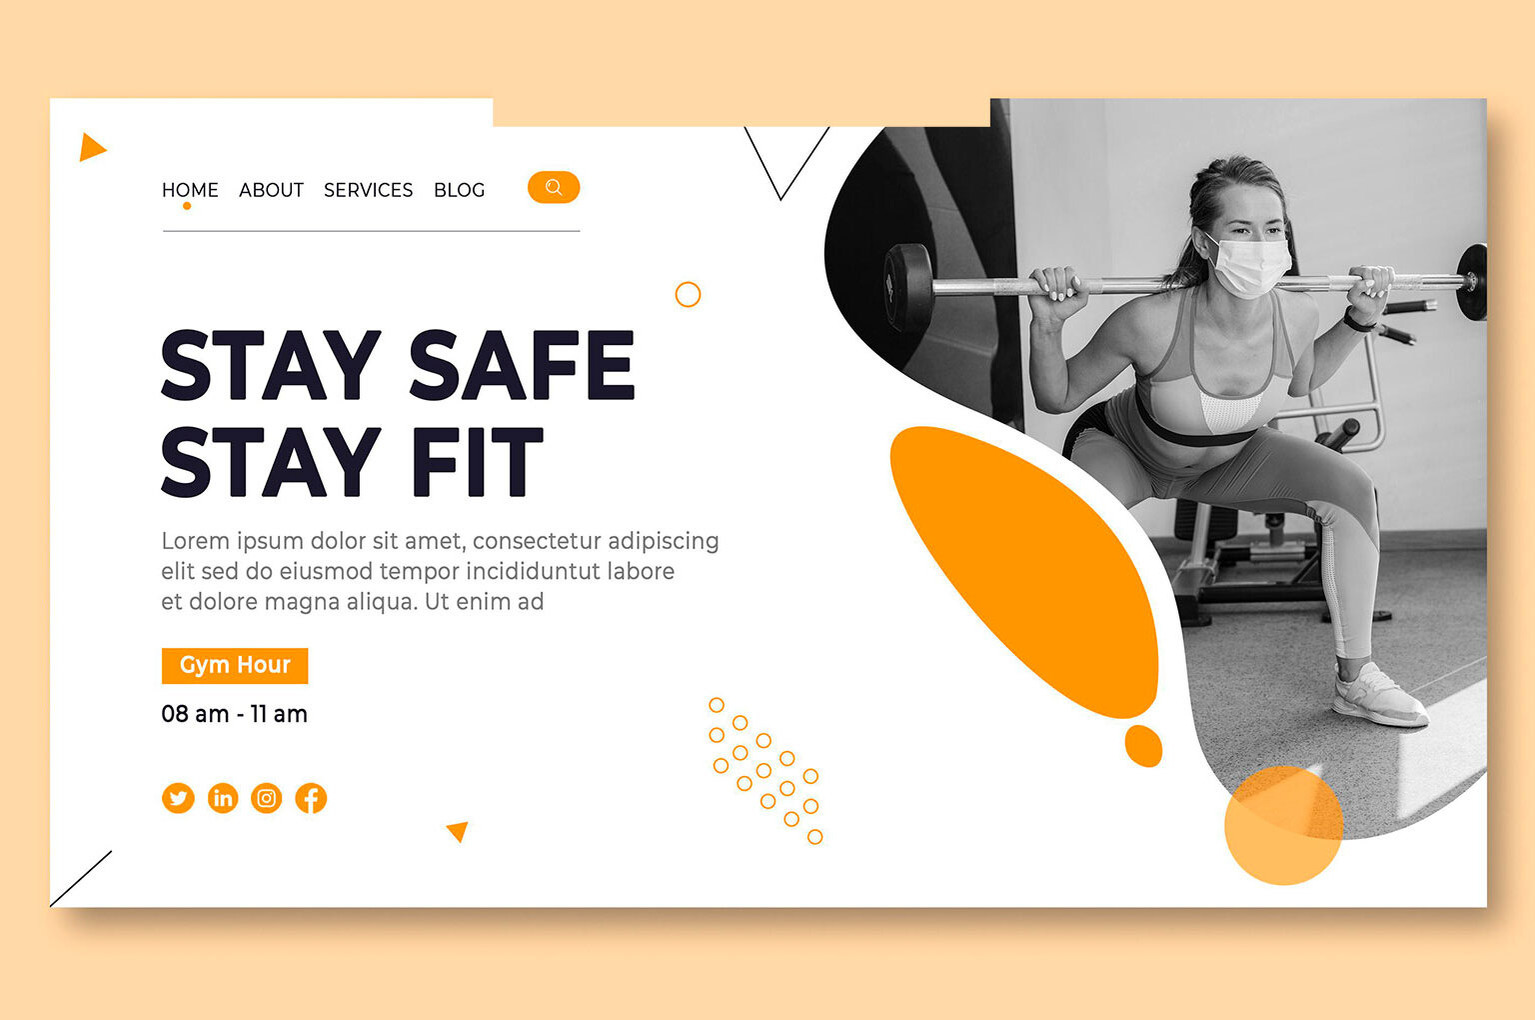 HOME ABOUT SERVICES BLOG
STAY SAFE
STAY FIT
Lorem ipsum dolor sit amet, consectetur adipiscing
elit sed do eiusmod tempor incididuntut labore
et dolore magna aliqua. Ut enim ad
Gym Hour
08 am - 11 am